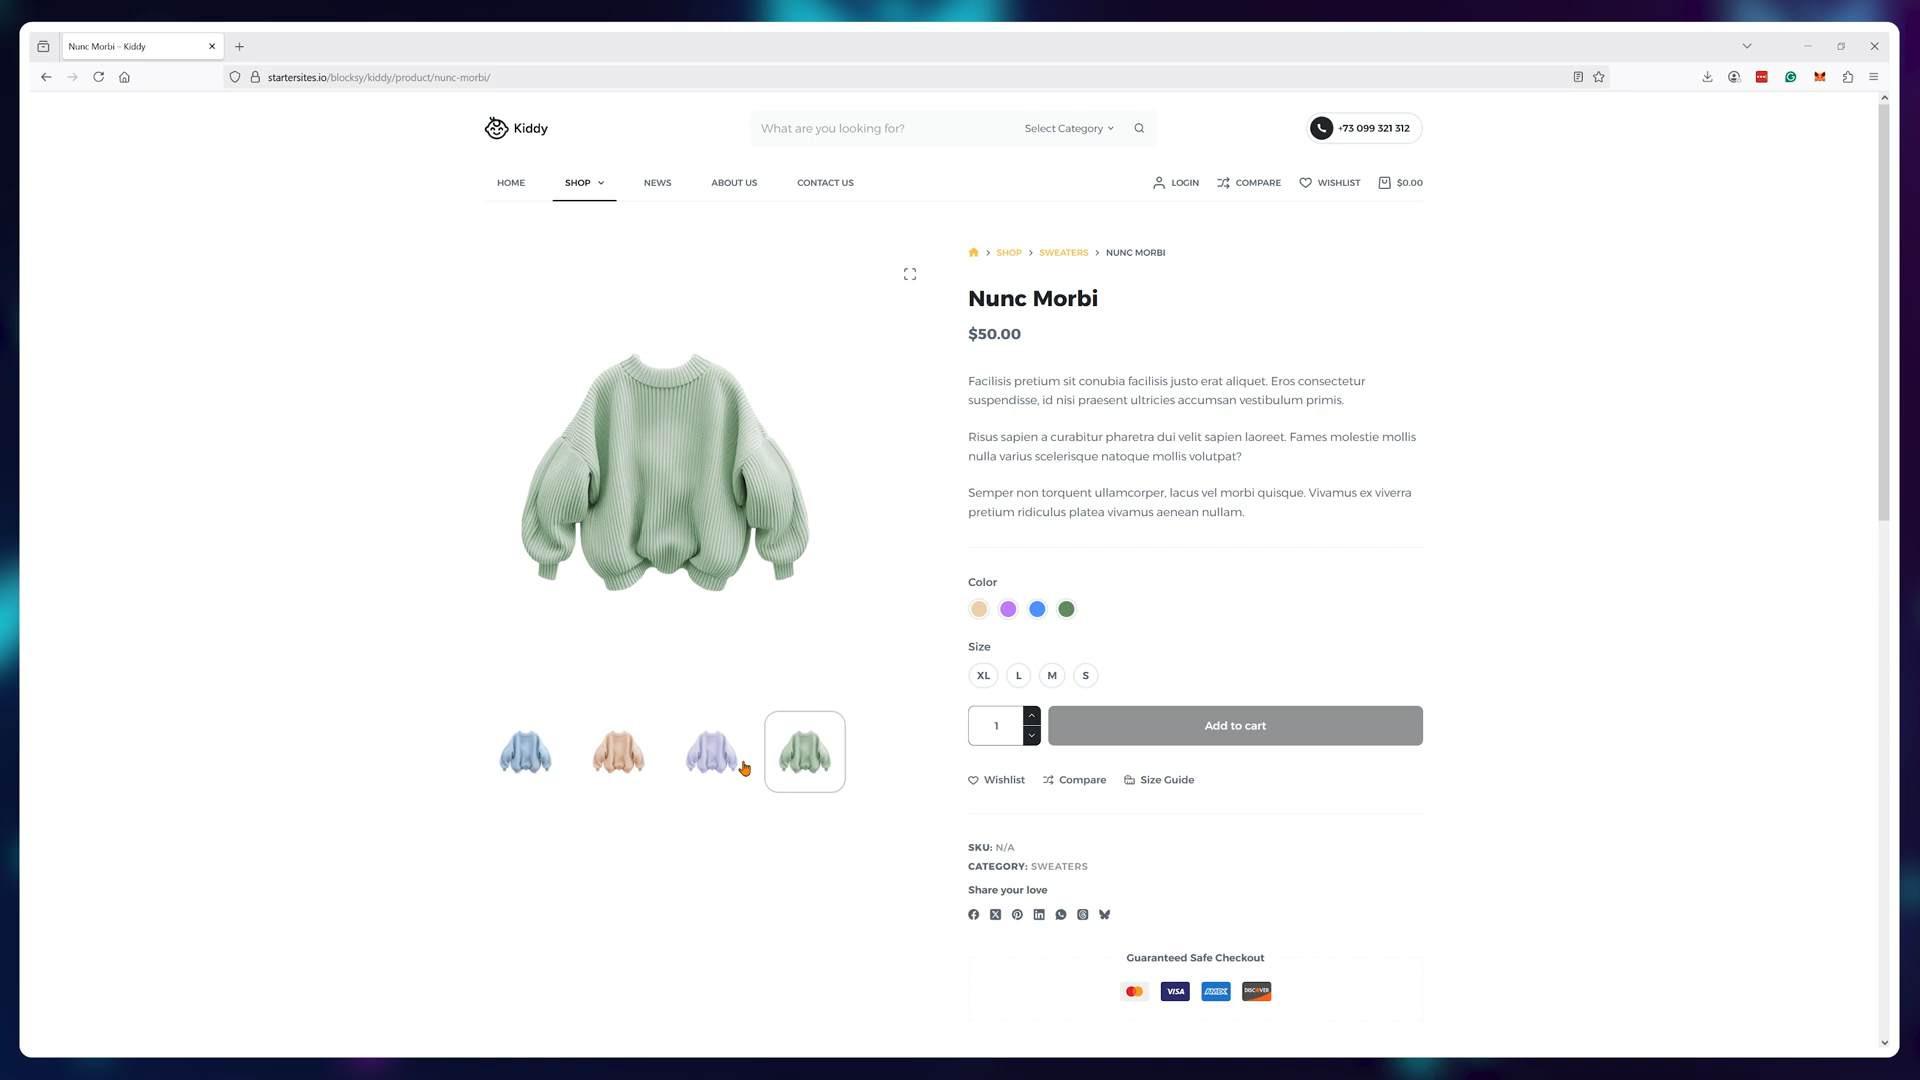 Nunc Morbi – Kiddy
startersites.io/blocksy/kiddy/product/nunc-morbi/
Kiddy
What are you looking for?
Select Category
+73 099 321 312
HOME
SHOP
NEWS
ABOUT US
CONTACT US
LOGIN
COMPARE
WISHLIST
$0.00
SHOP > SWEATERS > NUNC MORBI
Nunc Morbi
$50.00
Facilisis pretium sit conubia facilisis justo erat aliquet. Eros consectetur
suspendisse, id nisi praesent ultricies accumsan vestibulum primis.
Risus sapien a curabitur pharetra dui velit sapien laoreet. Fames molestie mollis
nulla varius scelerisque natoque mollis volutpat?
Semper non torquent ullamcorper, lacus vel morbi quisque. Vivamus ex viverra
pretium ridiculus platea vivamus aenean nullam.
Color
Size
XL
L
M
S
1
Add to cart
Wishlist
Compare
Size Guide
SKU: N/A
CATEGORY: SWEATERS
Share your love
Guaranteed Safe Checkout
VISA
AMEX
DISCOVER